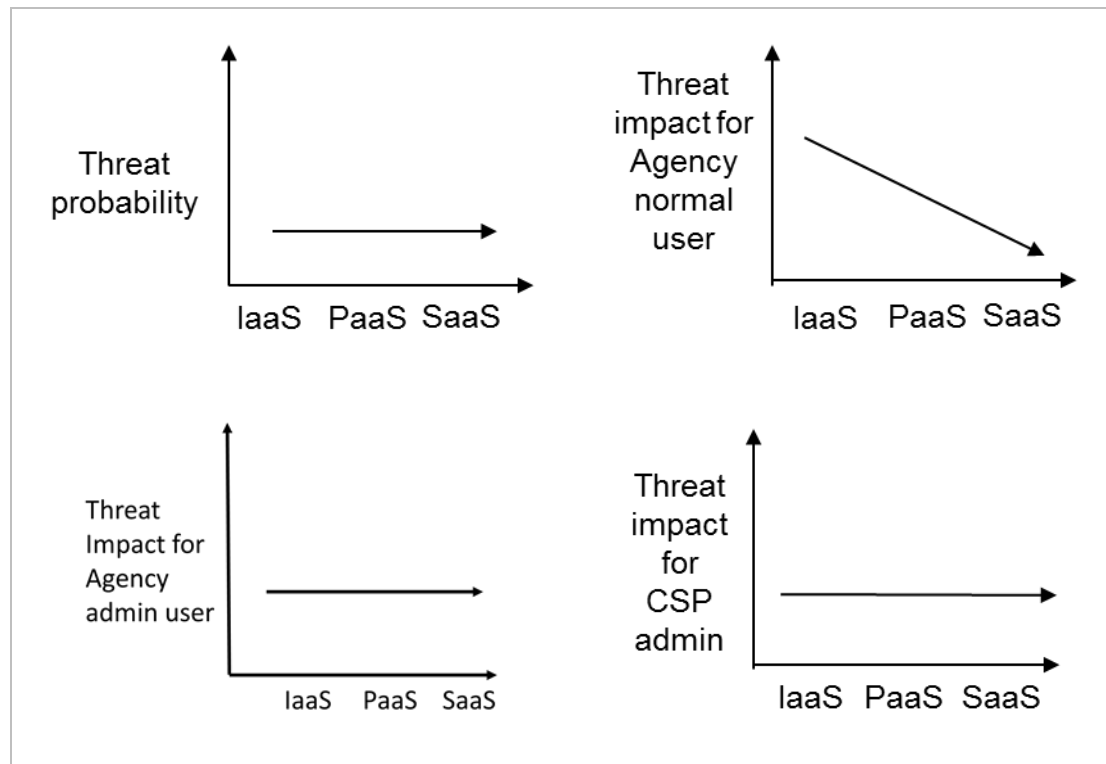 Threat
probability
IaaS PaaS SaaS
Threat
impact for
Agency
normal
user
IaaS PaaS SaaS
Threat
Impact for
Agency
admin user
IaaS PaaS SaaS
Threat
impact
for
CSP
admin
IaaS PaaS SaaS